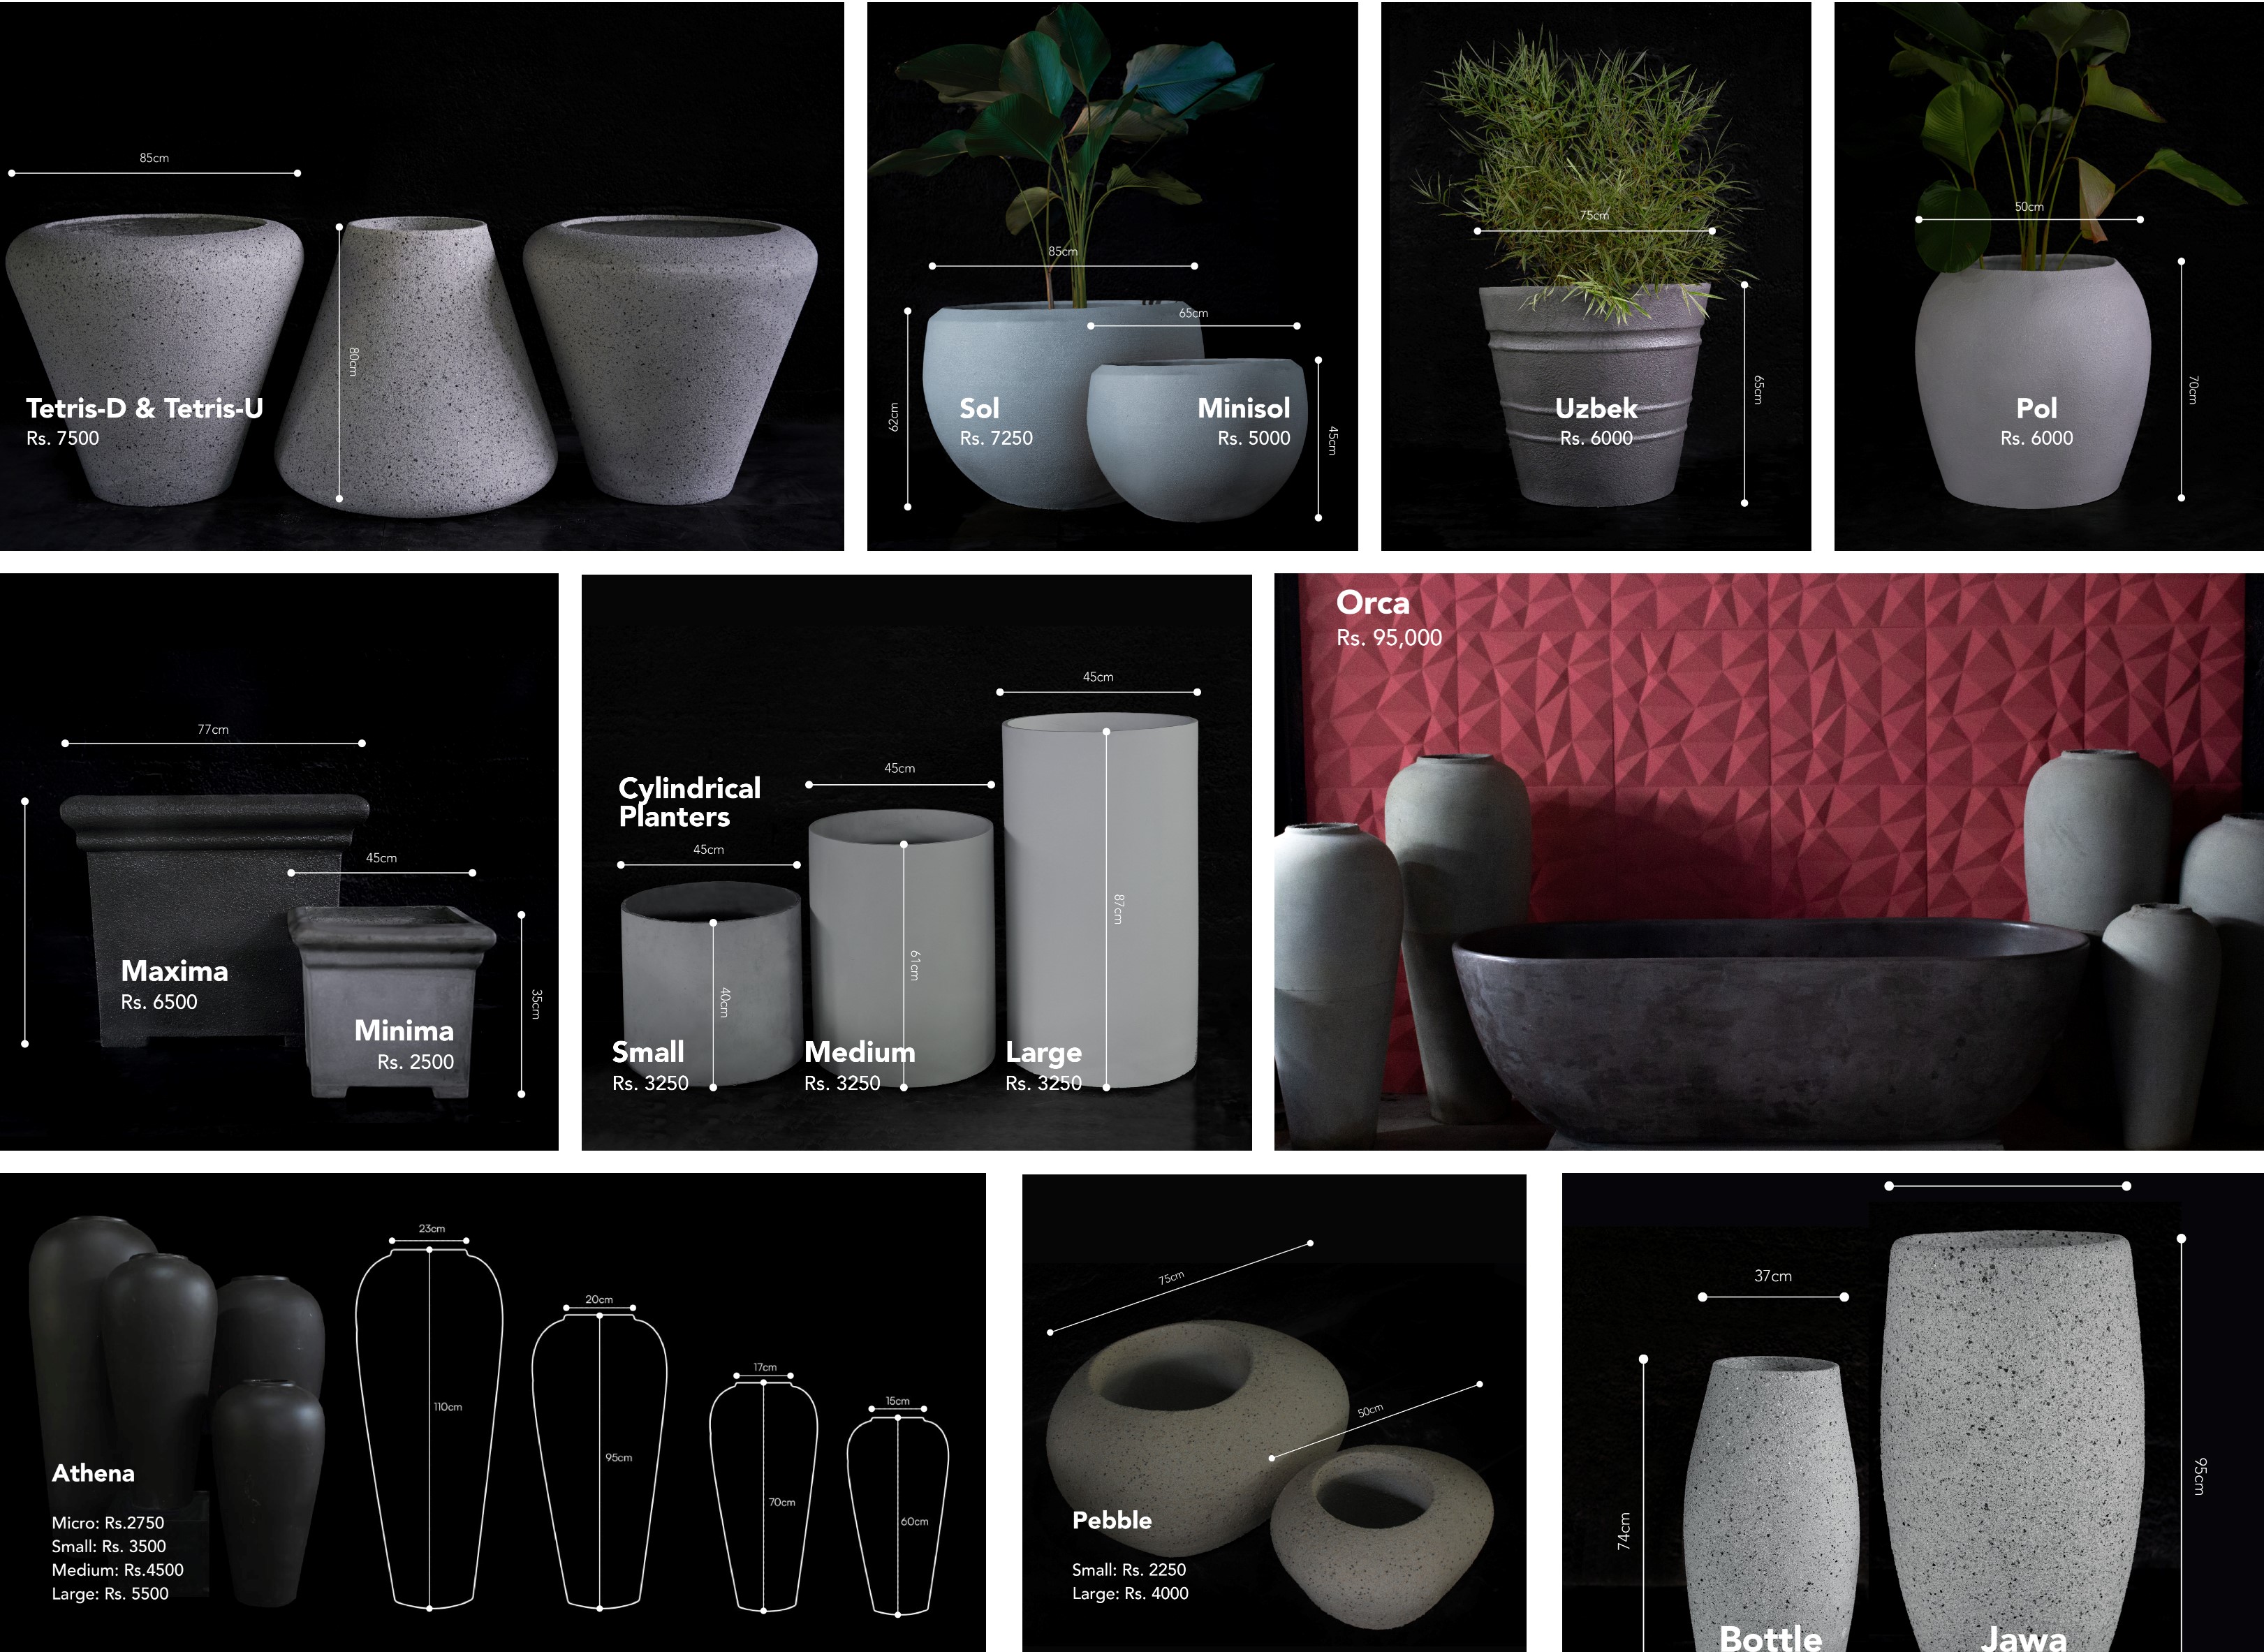 85cm
80cm
Tetris-D & Tetris-U
Rs. 7500
85cm
65cm
62cm
45cm
Sol
Rs. 7250
Minisol
Rs. 5000
75cm
65cm
Uzbek
Rs. 6000
50cm
70cm
Pol
Rs. 6000
77cm
45cm
35cm
Maxima
Rs. 6500
Minima
Rs. 2500
Cylindrical
Planters
45cm
45cm
45cm
40cm
61cm
87cm
Small
Rs. 3250
Medium
Rs. 3250
Large
Rs. 3250
Orca
Rs. 95,000
Athena
Micro: Rs.2750
Small: Rs. 3500
Medium: Rs.4500
Large: Rs. 5500
23cm
110cm
20cm
95cm
17cm
70cm
15cm
60cm
75cm
50cm
Pebble
Small: Rs. 2250
Large: Rs. 4000
37cm
74cm
95cm
Bottle
Jawa